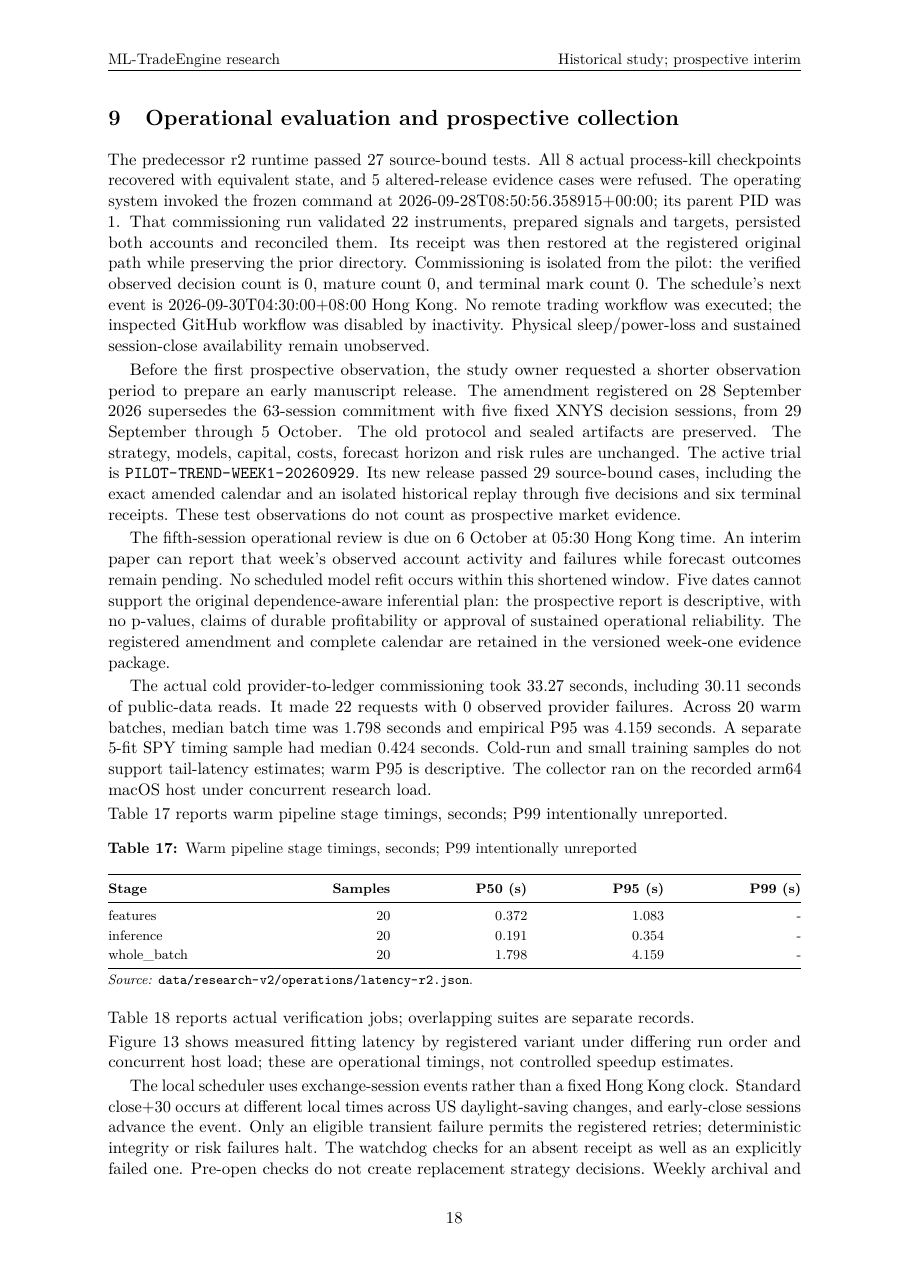 ML-TradeEngine research Historical study; prospective interim
9 Operational evaluation and prospective collection
The predecessor r2 runtime passed 27 source-bound tests. All 8 actual process-kill checkpoints
recovered with equivalent state, and 5 altered-release evidence cases were refused. The operating
system invoked the frozen command at 2026-09-28T08:50:56.358915+00:00; its parent PID was
1. That commissioning run validated 22 instruments, prepared signals and targets, persisted
both accounts and reconciled them. Its receipt was then restored at the registered original
path while preserving the prior directory. Commissioning is isolated from the pilot: the verified
observed decision count is 0, mature count 0, and terminal mark count 0. The schedule's next
event is 2026-09-30T04:30:00+08:00 Hong Kong. No remote trading workflow was executed; the
inspected GitHub workflow was disabled by inactivity. Physical sleep/power-loss and sustained
session-close availability remain unobserved.
Before the first prospective observation, the study owner requested a shorter observation
period to prepare an early manuscript release. The amendment registered on 28 September
2026 supersedes the 63-session commitment with five fixed XNYS decision sessions, from 29
September through 5 October. The old protocol and sealed artifacts are preserved. The
strategy, models, capital, costs, forecast horizon and risk rules are unchanged. The active trial
is PILOT-TREND-WEEK1-20260929. Its new release passed 29 source-bound cases, including the
exact amended calendar and an isolated historical replay through five decisions and six terminal
receipts. These test observations do not count as prospective market evidence.
The fifth-session operational review is due on 6 October at 05:30 Hong Kong time. An interim
paper can report that week's observed account activity and failures while forecast outcomes
remain pending. No scheduled model refit occurs within this shortened window. Five dates cannot
support the original dependence-aware inferential plan: the prospective report is descriptive, with
no p-values, claims of durable profitability or approval of sustained operational reliability. The
registered amendment and complete calendar are retained in the versioned week-one evidence
package.
The actual cold provider-to-ledger commissioning took 33.27 seconds, including 30.11 seconds
of public-data reads. It made 22 requests with 0 observed provider failures. Across 20 warm
batches, median batch time was 1.798 seconds and empirical P95 was 4.159 seconds. A separate
5-fit SPY timing sample had median 0.424 seconds. Cold-run and small training samples do not
support tail-latency estimates; warm P95 is descriptive. The collector ran on the recorded arm64
macOS host under concurrent research load.
Table 17 reports warm pipeline stage timings, seconds; P99 intentionally unreported.
Table 17: Warm pipeline stage timings, seconds; P99 intentionally unreported
Stage Samples P50 (s) P95 (s) P99 (s)
features 20 0.372 1.083 -
inference 20 0.191 0.354 -
whole_batch 20 1.798 4.159 -
Source: data/research-v2/operations/latency-r2.json.
Table 18 reports actual verification jobs; overlapping suites are separate records.
Figure 13 shows measured fitting latency by registered variant under differing run order and
concurrent host load; these are operational timings, not controlled speedup estimates.
The local scheduler uses exchange-session events rather than a fixed Hong Kong clock. Standard
close+30 occurs at different local times across US daylight-saving changes, and early-close sessions
advance the event. Only an eligible transient failure permits the registered retries; deterministic
integrity or risk failures halt. The watchdog checks for an absent receipt as well as an explicitly
failed one. Pre-open checks do not create replacement strategy decisions. Weekly archival and
18